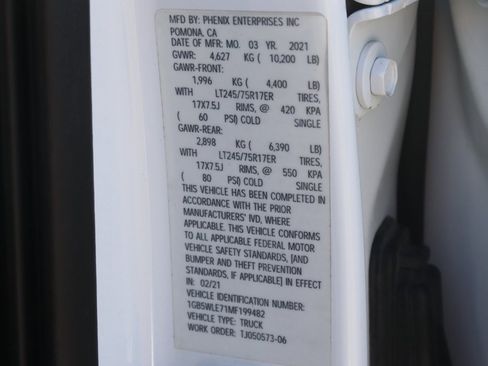 MFD BY: PHENIX ENTERPRISES INC
POMONA, CA
DATE OF MFR: MO. 03 YR. 2021
GVWR: 4,627 KG ( 10,200 LB)
GAWR-FRONT:
1,996 KG ( 4,400 LB)
WITH LT245/75R17ER TIRES,
17X7.5J RIMS, @ 420 KPA
( 60 PSI) COLD SINGLE
GAWR-REAR:
2,898 KG ( 6,390 LB)
WITH LT245/75R17ER TIRES,
17X7.5J RIMS, @ 550 KPA
( 80 PSI) COLD SINGLE
THIS VEHICLE HAS BEEN COMPLETED
IN ACCORDANCE WITH THE PRIOR
MANUFACTURERS' IVD, WHERE
APPLICABLE. THIS VEHICLE CONFORMS
TO ALL APPLICABLE FEDERAL MOTOR
VEHICLE SAFETY STANDARDS, [AND
BUMPER AND THEFT PREVENTION
STANDARDS, IF APPLICABLE] IN EFFECT
IN: 02/21
VEHICLE IDENTIFICATION NUMBER:
1GB5WLE71MF199482
VEHICLE TYPE: TRUCK
WORK ORDER: TJ050573-06